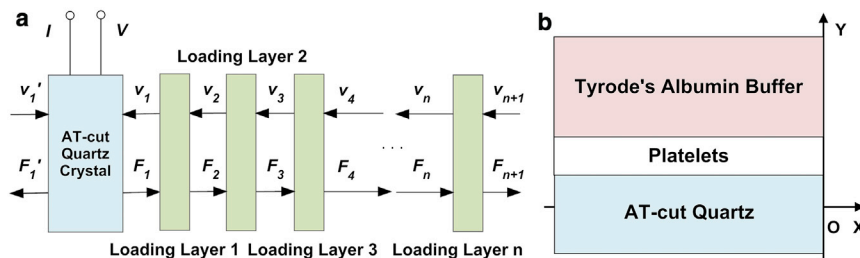 a
I V
Loading Layer 2
v1' v1 v2 v3 v4 vn vn+1
AT-cut
Quartz
Crystal
. . .
F1' F1 F2 F3 F4 Fn Fn+1
Loading Layer 1 Loading Layer 3 Loading Layer n
b
Y
Tyrode's Albumin Buffer
Platelets
AT-cut Quartz
O X